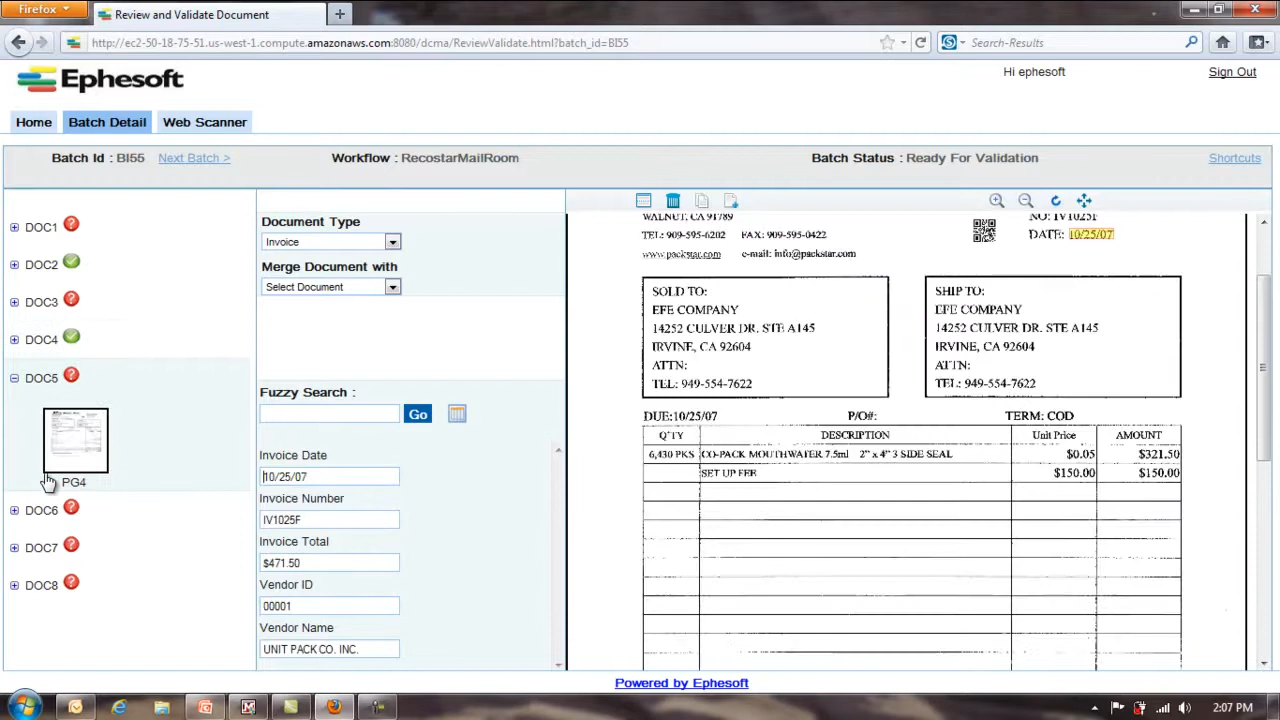 Firefox
Review and Validate Document
http://ec2-50-18-75-51.us-west-1.compute.amazonaws.com:8080/dcma/ReviewValidate.html?batch_id=BI55
Search-Results
Ephesoft
Hi ephesoft
Sign Out
Home
Batch Detail
Web Scanner
Batch Id : BI55
Next Batch >
Workflow : RecostarMailRoom
Batch Status : Ready For Validation
Shortcuts
DOC1
DOC2
DOC3
DOC4
DOC5
PG4
DOC6
DOC7
DOC8
Document Type
Invoice
Merge Document with
Select Document
Fuzzy Search :
Go
Invoice Date
10/25/07
Invoice Number
IV1025F
Invoice Total
$471.50
Vendor ID
00001
Vendor Name
UNIT PACK CO. INC.
WALNUT, CA 91789
NO: IV1025F
TEL: 909-595-6202 FAX: 909-595-0422
DATE: 10/25/07
www.packstar.com e-mail: info@packstar.com
SOLD TO:
EFE COMPANY
14252 CULVER DR. STE A145
IRVINE, CA 92604
ATTN:
TEL: 949-554-7622
SHIP TO:
EFE COMPANY
14252 CULVER DR. STE A145
IRVINE, CA 92604
ATTN:
TEL: 949-554-7622
DUE:10/25/07 P/O#: TERM: COD
Q'TY DESCRIPTION Unit Price AMOUNT
6,430 PKS CO-PACK MOUTHWATER 7.5ml 2" x 4" 3 SIDE SEAL $0.05 $321.50
SET UP FEE $150.00 $150.00
Powered by Ephesoft
2:07 PM